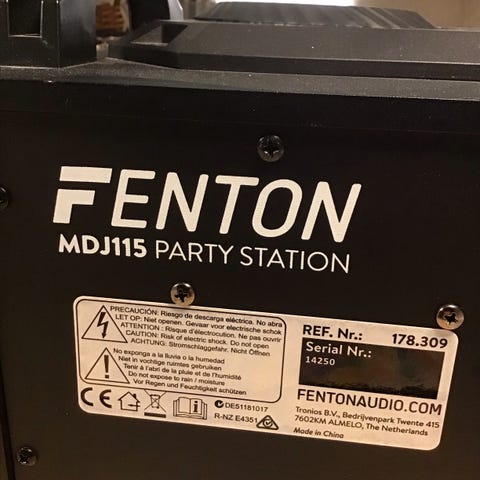 FENTON
MDJ115 PARTY STATION
PRECAUCIÓN: Riesgo de descarga eléctrica. No abra
LET OP: Niet openen. Gevaar voor electrische schok
ATTENTION : Risque d'électrocution. Ne pas ouvrir
CAUTION: Risk of electric shock. Do not open
ACHTUNG: Stromschlaggefahr. Nicht Öffnen
No exponga a la lluvia o la humedad
Niet in vochtige ruimtes gebruiken
Tenir à l'abri de la pluie et de l'humidité
Do not expose to rain / moisture
Vor Regen und Feuchtigkeit schützen
CE
DE51181017
R-NZ E4351
REF. Nr.: 178.309
Serial Nr.:
14250
FENTONAUDIO.COM
Tronios B.V., Bedrijvenpark Twente 415
7602KM ALMELO, The Netherlands
Made in China